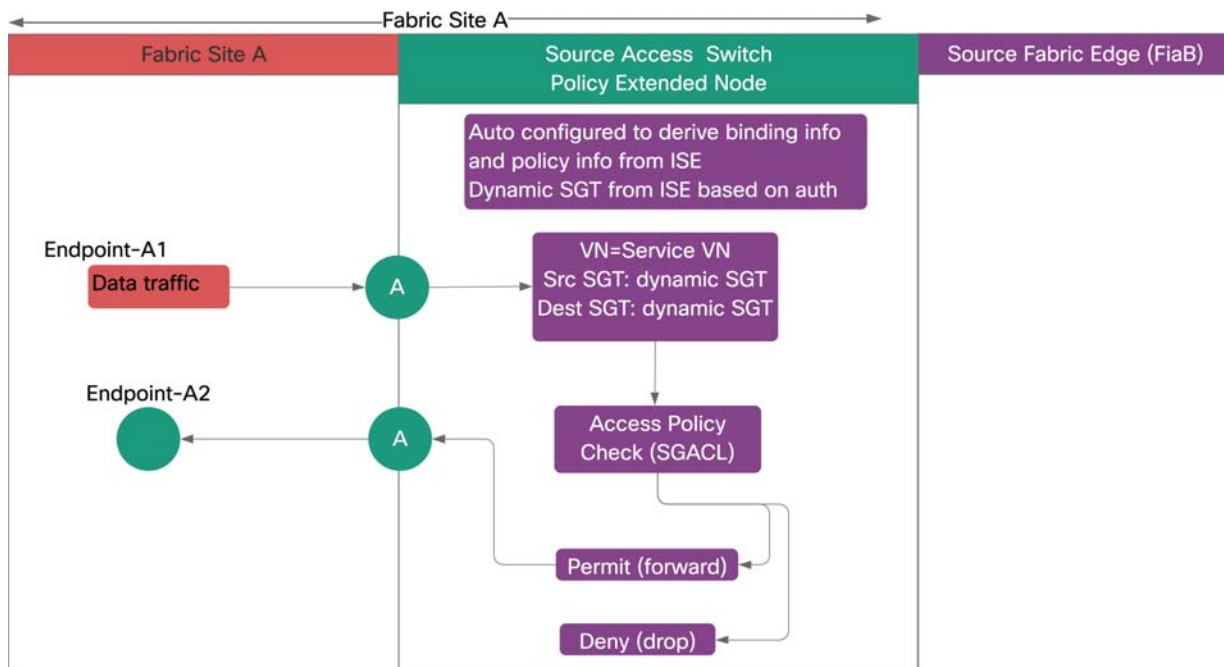 Fabric Site A
Fabric Site A
Source Access Switch
Policy Extended Node
Source Fabric Edge (FiaB)
Auto configured to derive binding info
and policy info from ISE
Dynamic SGT from ISE based on auth
Endpoint-A1
Data traffic
A
VN=Service VN
Src SGT: dynamic SGT
Dest SGT: dynamic SGT
Endpoint-A2
A
Access Policy
Check (SGACL)
Permit (forward)
Deny (drop)